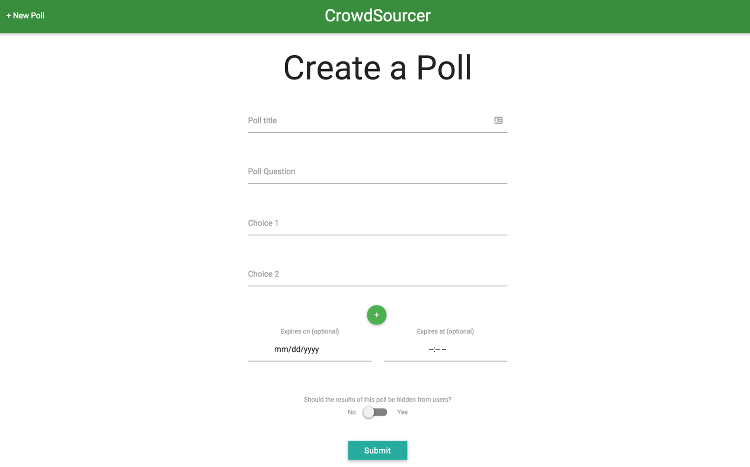 + New Poll
CrowdSourcer
Create a Poll
Poll title
Poll Question
Choice 1
Choice 2
+
Expires on (optional)
Expires at (optional)
mm/dd/yyyy
--:-- --
Should the results of this poll be hidden from users?
No Yes
Submit